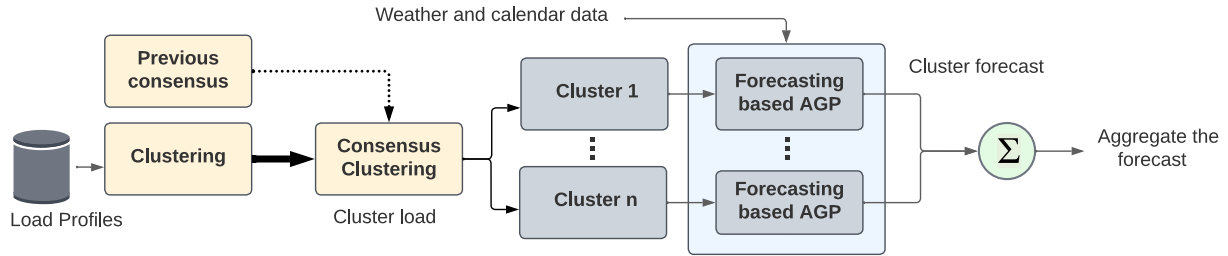 Weather and calendar data
Previous
consensus
Cluster 1
Forecasting
based AGP
Cluster forecast
Clustering
Consensus
Clustering
Σ
Aggregate the
forecast
Load Profiles
Cluster load
Cluster n
Forecasting
based AGP